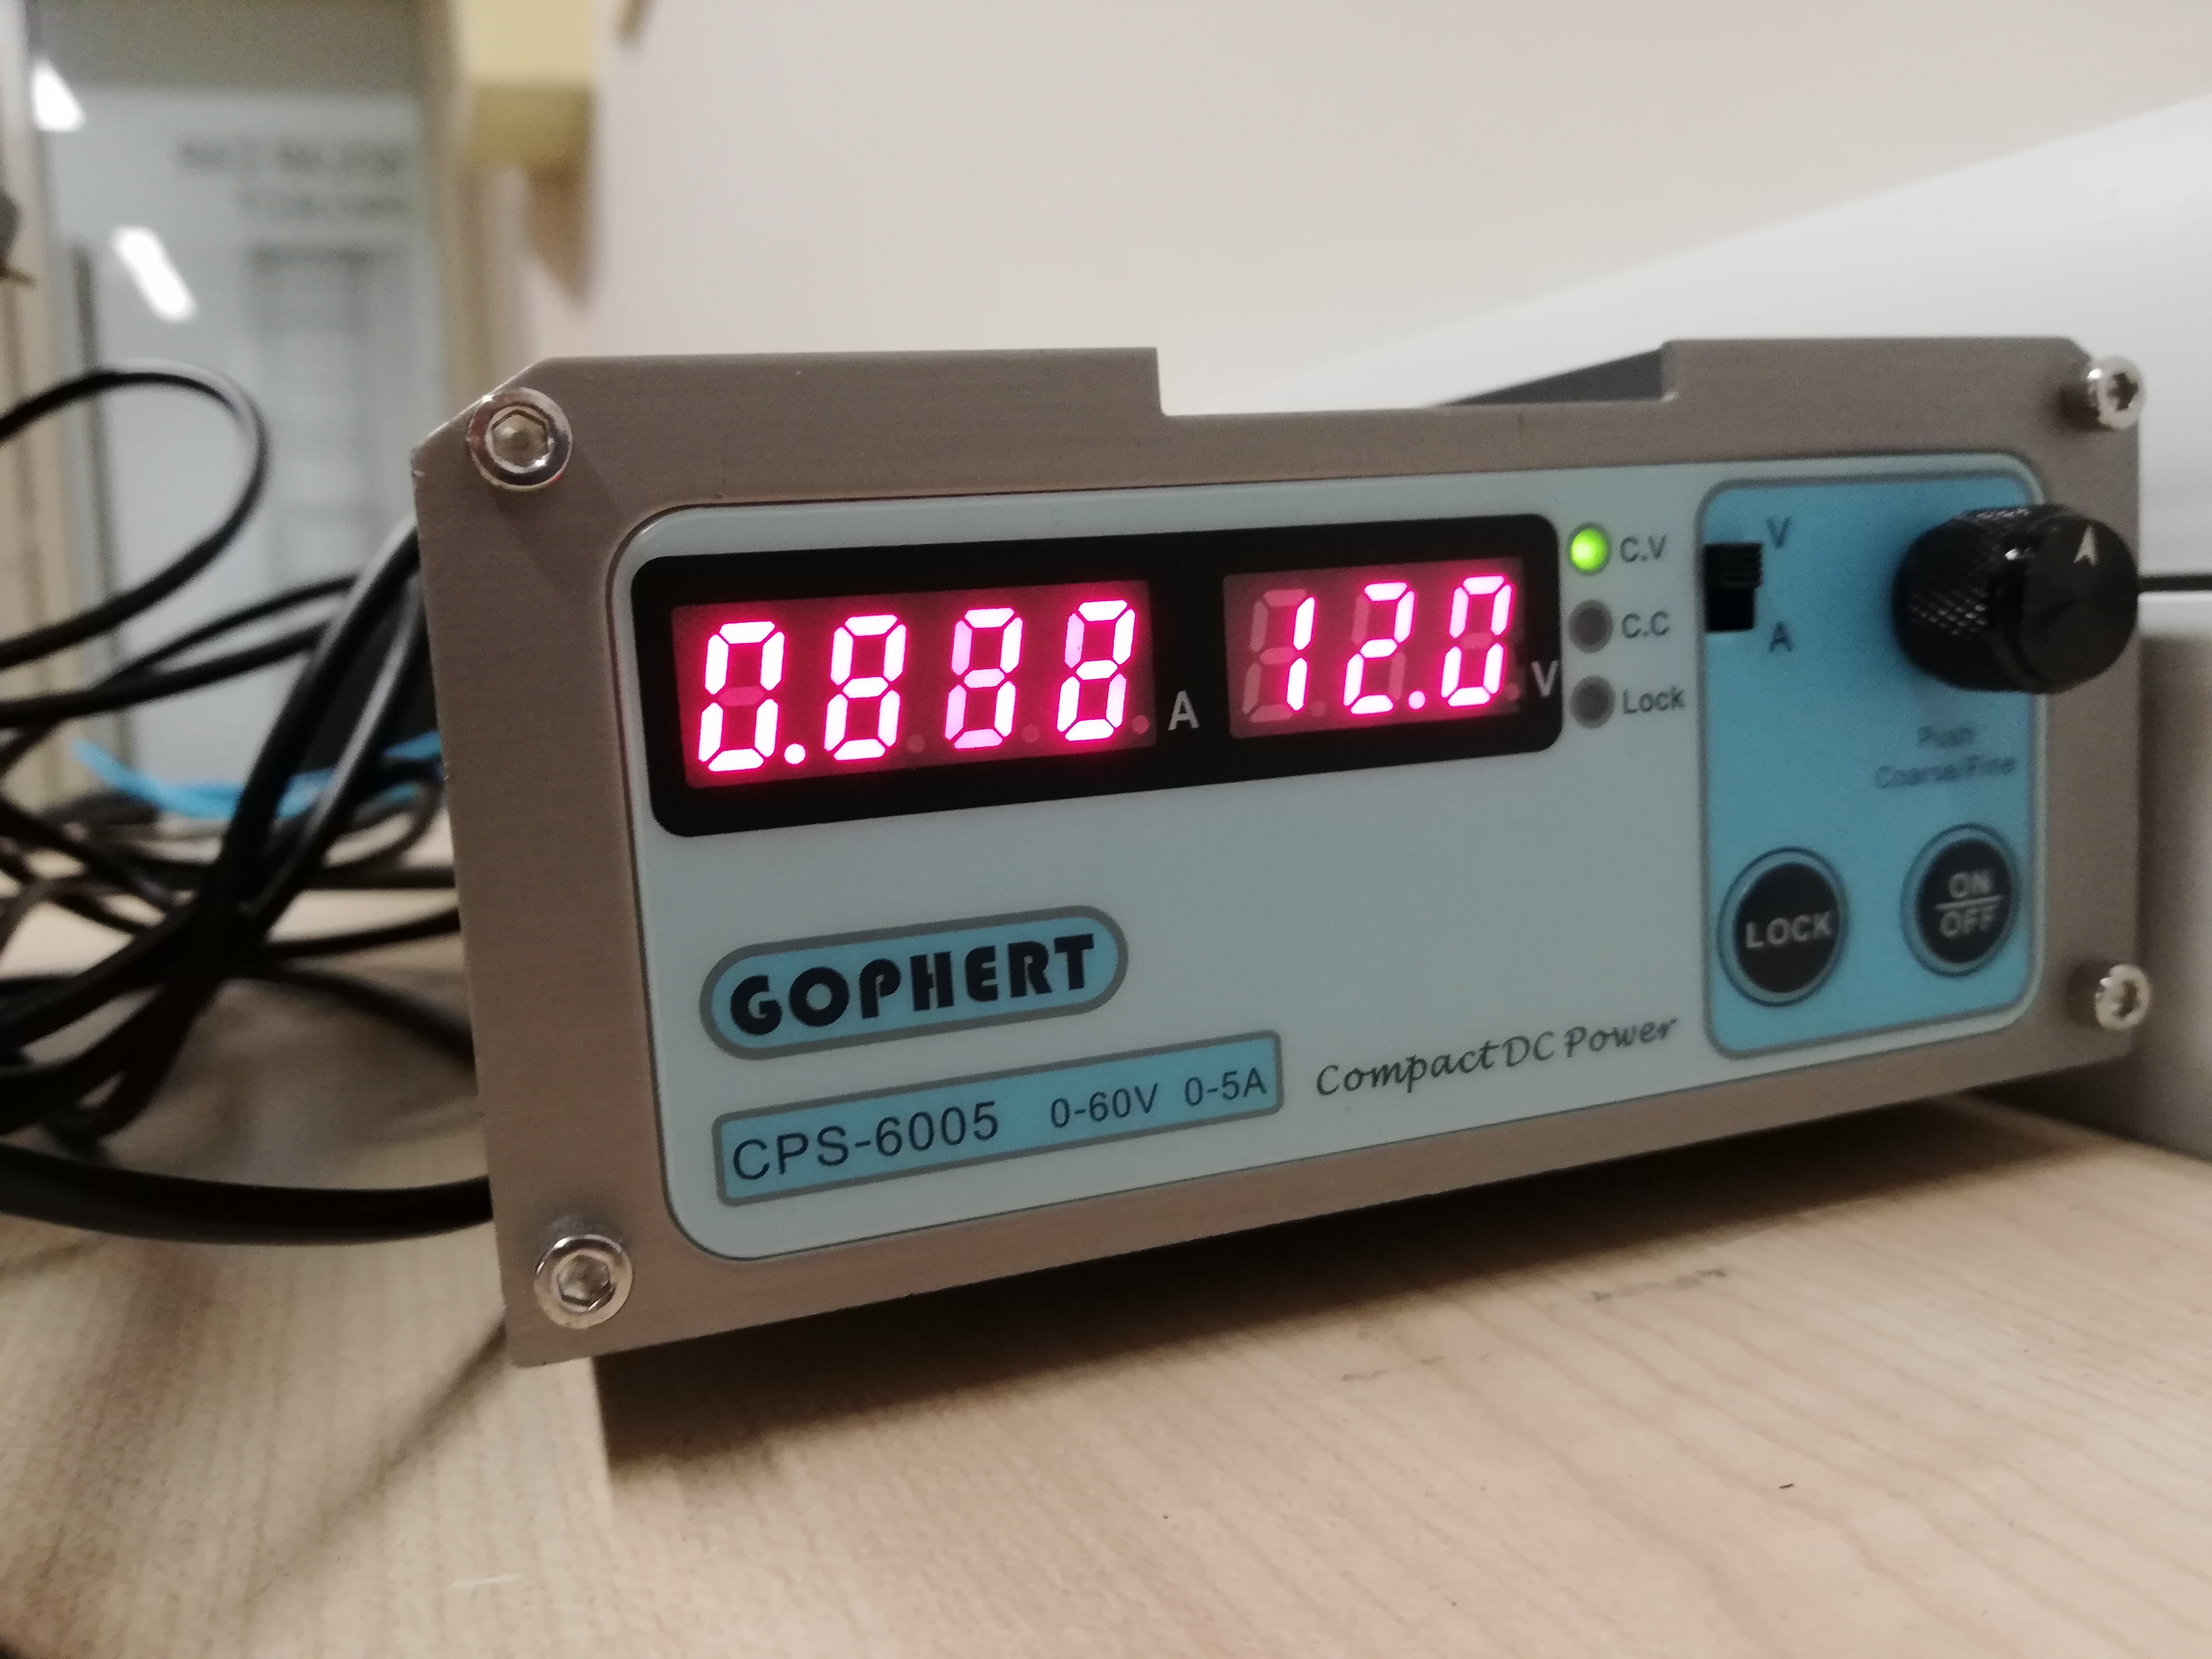 0.888 A 12.0 V
C.V
C.C
Lock
V
A
Push
Coarse/Fine
LOCK
ON
OFF
GOPHERT
CPS-6005 0-60V 0-5A
Compact DC Power